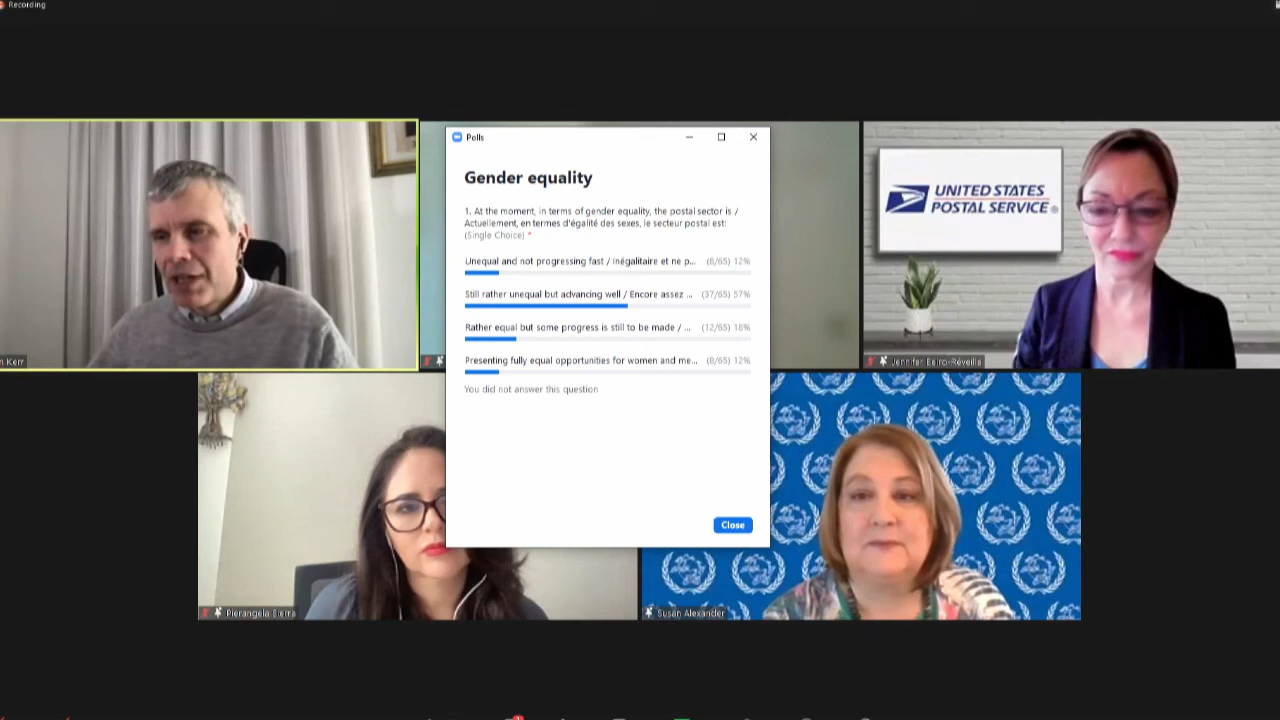 Recording
Polls
Gender equality
1. At the moment, in terms of gender equality, the postal sector is /
Actuellement, en termes d'égalité des sexes, le secteur postal est:
(Single Choice) *
Unequal and not progressing fast / Inégalitaire et ne p... (8/65) 12%
Still rather unequal but advancing well / Encore assez ... (37/65) 57%
Rather equal but some progress is still to be made / ... (12/65) 18%
Presenting fully equal opportunities for women and me... (8/65) 12%
You did not answer this question
Close
UNITED STATES
POSTAL SERVICE®
n Kerr
Jennifer Beiro-Réveillé
Pierangela Sierra
Susan Alexander